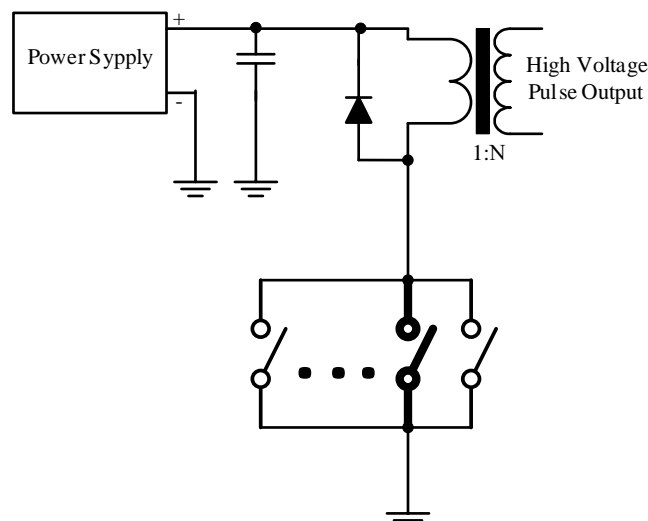 +
Power Sypply
-
High Voltage
Pulse Output
1:N